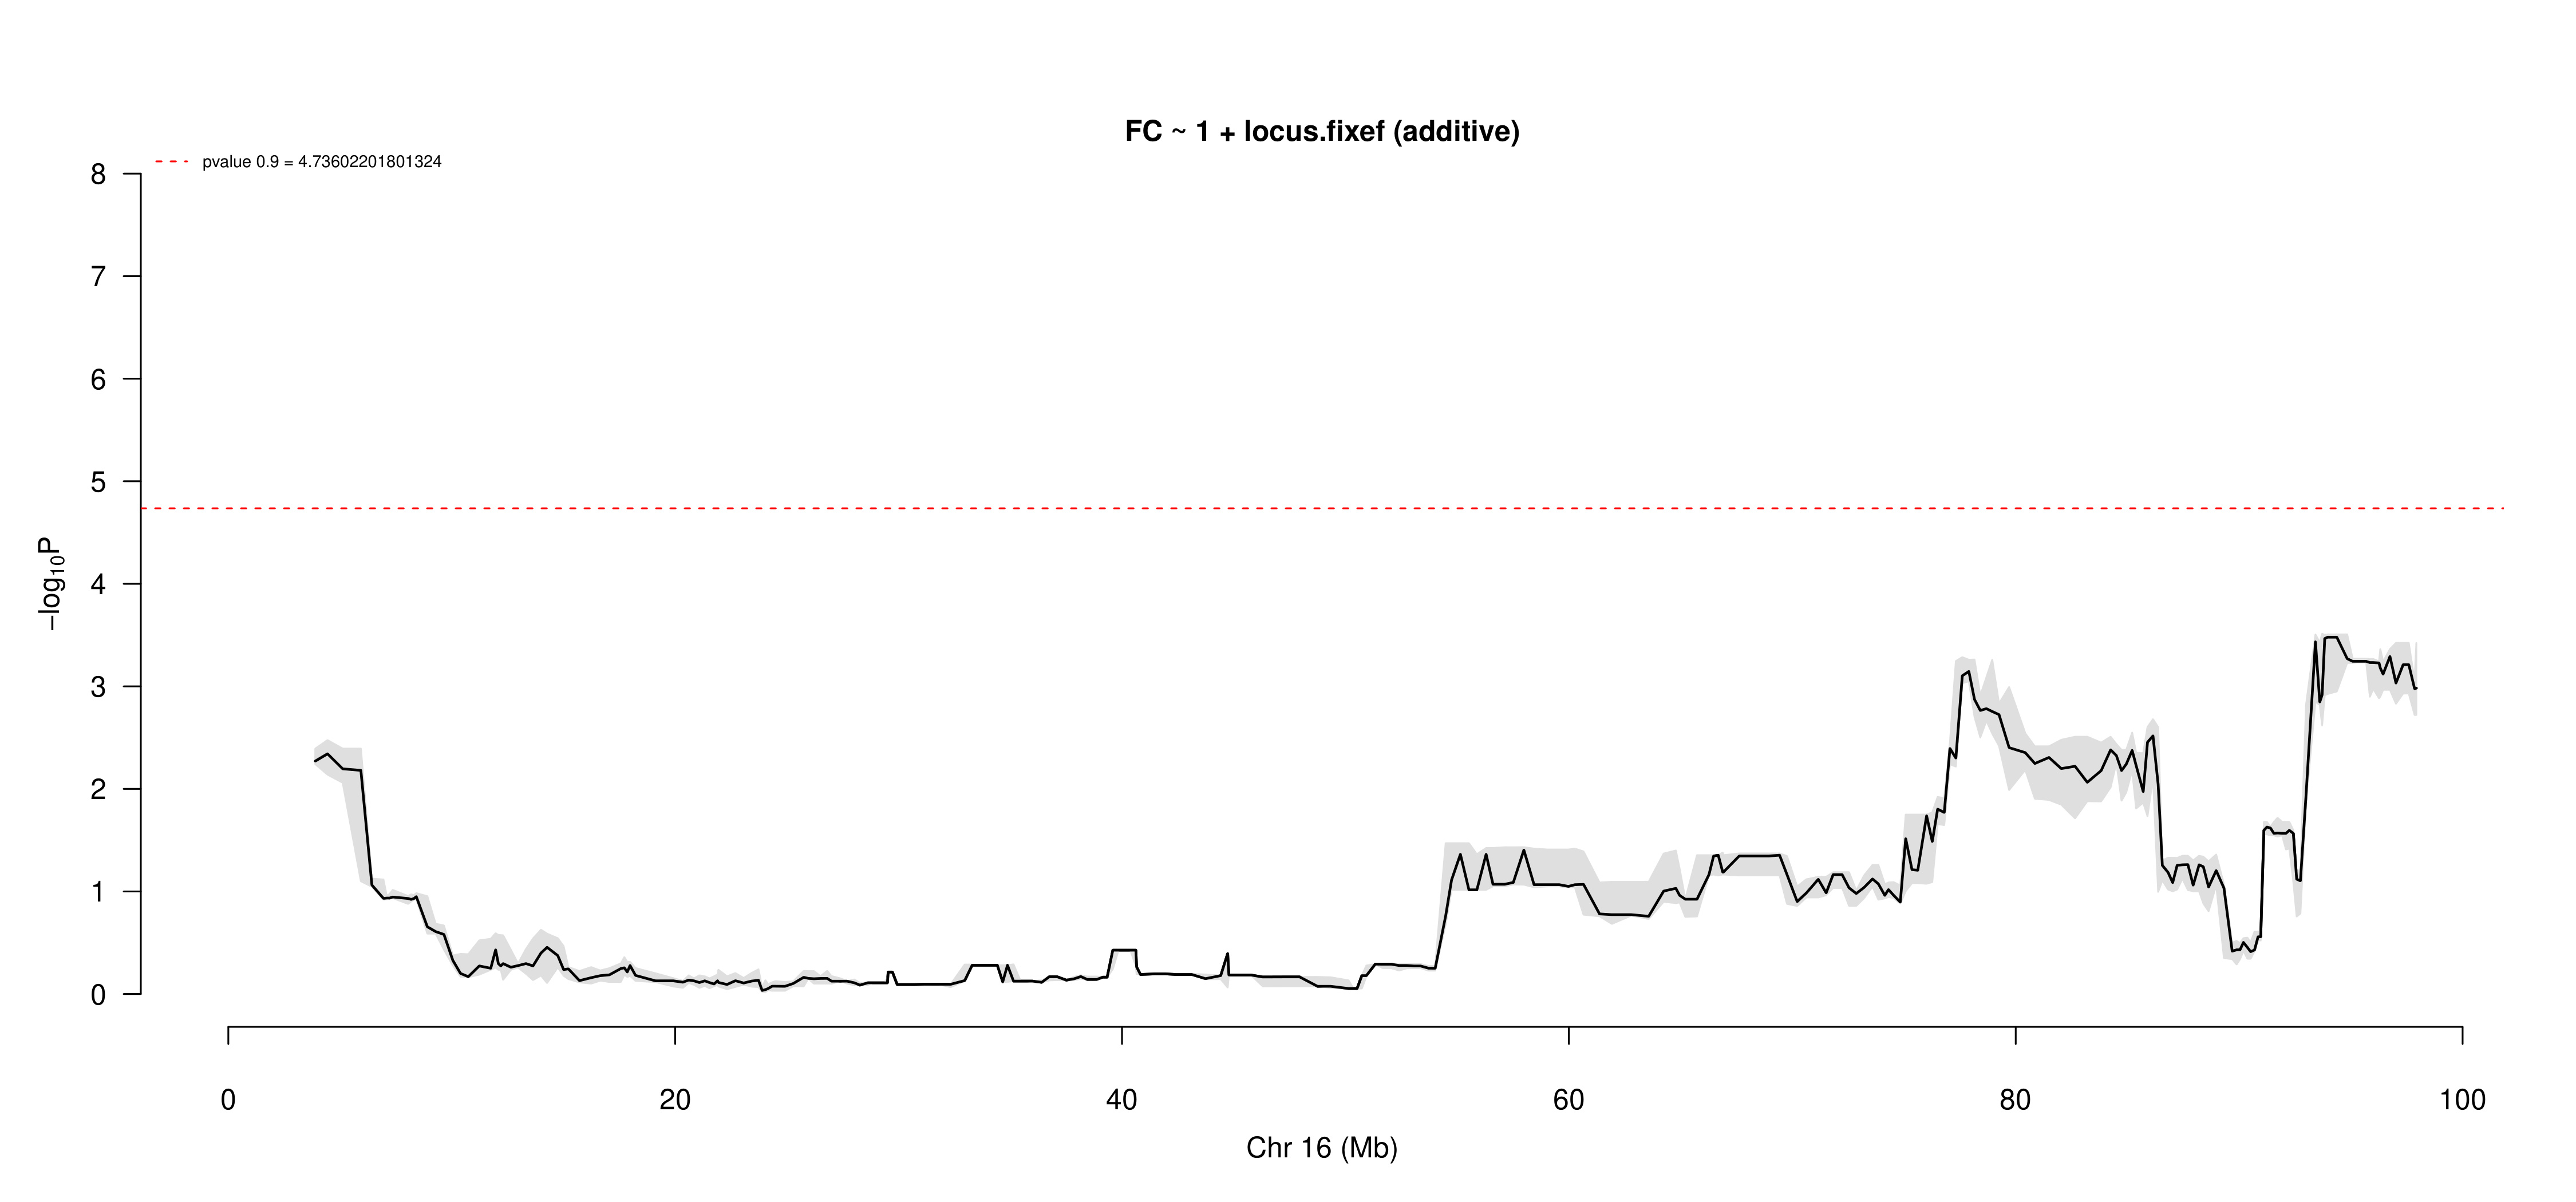 FC ~ 1 + locus.fixef (additive)
pvalue 0.9 = 4.73602201801324
8
7
6
5
4
3
2
1
0
−log10P
0 20 40 60 80 100
Chr 16 (Mb)